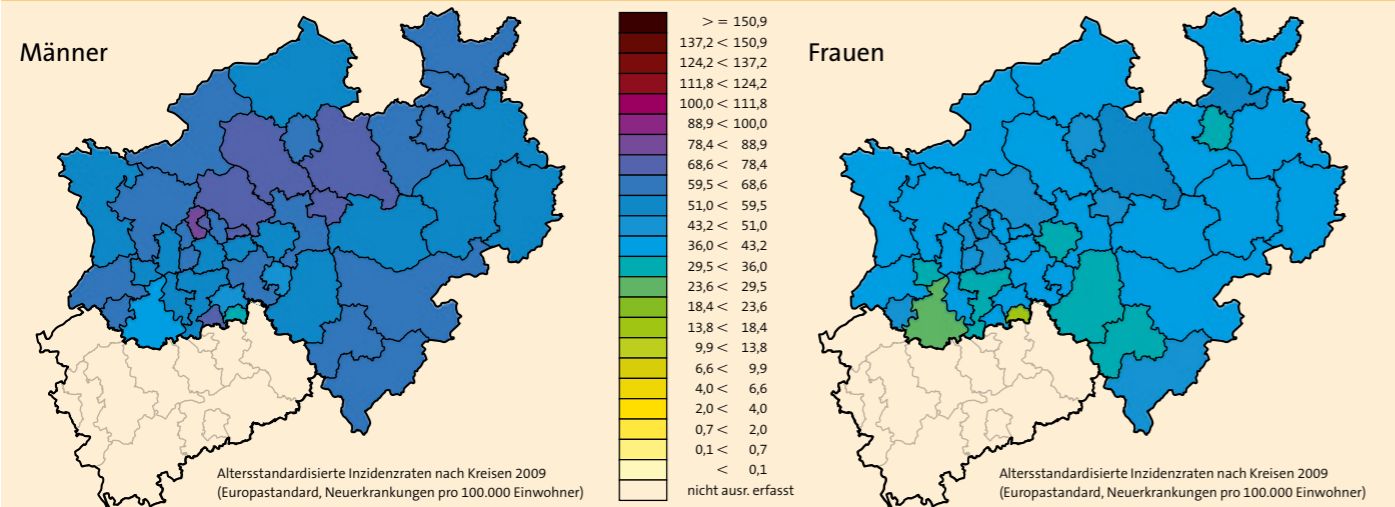 Männer
Frauen
> = 150,9
137,2 < 150,9
124,2 < 137,2
111,8 < 124,2
100,0 < 111,8
88,9 < 100,0
78,4 < 88,9
68,6 < 78,4
59,5 < 68,6
51,0 < 59,5
43,2 < 51,0
36,0 < 43,2
29,5 < 36,0
23,6 < 29,5
18,4 < 23,6
13,8 < 18,4
9,9 < 13,8
6,6 < 9,9
4,0 < 6,6
2,0 < 4,0
0,7 < 2,0
0,1 < 0,7
< 0,1
nicht ausr. erfasst
Altersstandardisierte Inzidenzraten nach Kreisen 2009
(Europastandard, Neuerkrankungen pro 100.000 Einwohner)
Altersstandardisierte Inzidenzraten nach Kreisen 2009
(Europastandard, Neuerkrankungen pro 100.000 Einwohner)